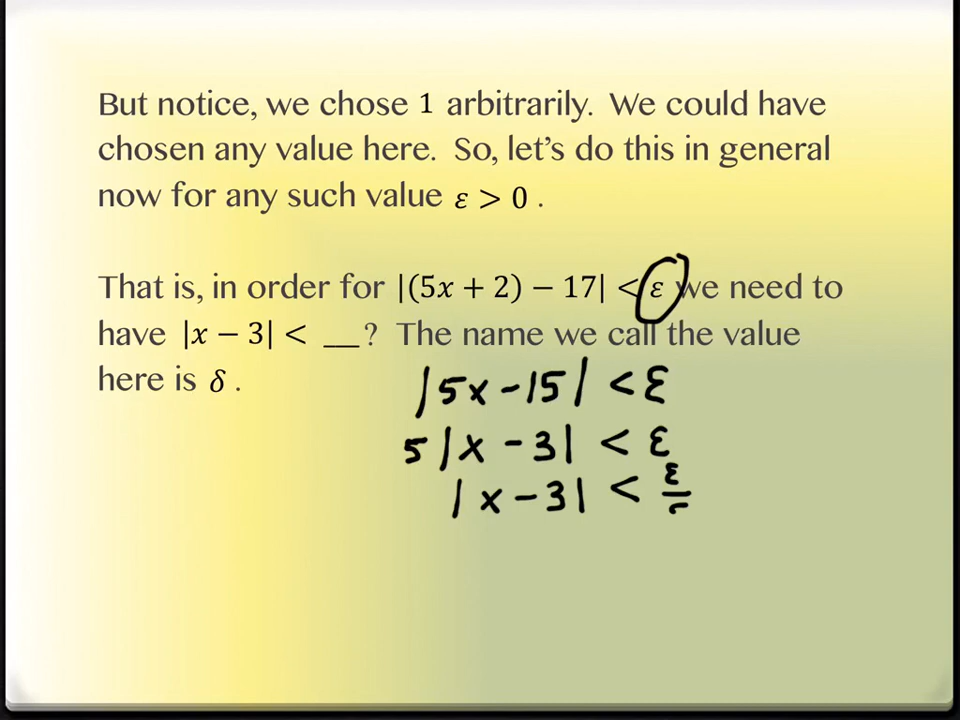 But notice, we chose 1 arbitrarily. We could have
chosen any value here. So, let's do this in general
now for any such value ε > 0 .
That is, in order for |(5x + 2) − 17| < ε we need to
have |x − 3| < __? The name we call the value
here is δ .
|5x - 15| < ε
5|x - 3| < ε
|x - 3| < ε/